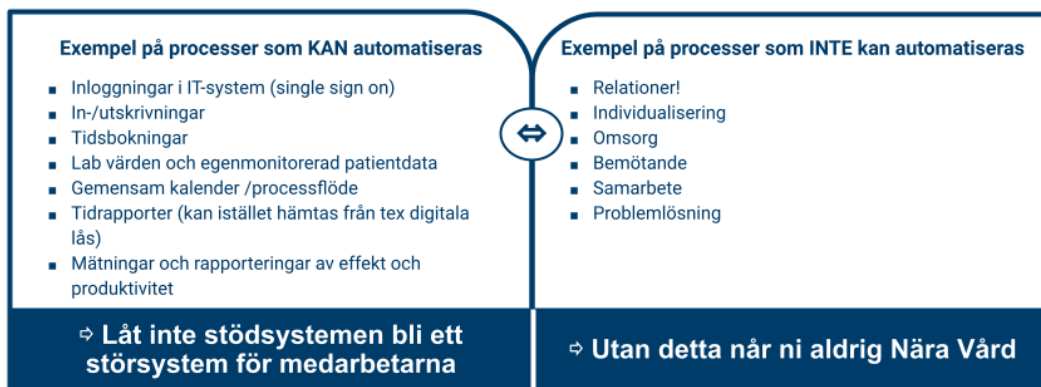 Exempel på processer som KAN automatiseras
▪ Inloggningar i IT-system (single sign on)
▪ In-/utskrivningar
▪ Tidsbokningar
▪ Lab värden och egenmonitorerad patientdata
▪ Gemensam kalender /processflöde
▪ Tidrapporter (kan istället hämtas från tex digitala
lås)
▪ Mätningar och rapporteringar av effekt och
produktivitet
⇨ Låt inte stödsystemen bli ett
störsystem för medarbetarna
⇔
Exempel på processer som INTE kan automatiseras
▪ Relationer!
▪ Individualisering
▪ Omsorg
▪ Bemötande
▪ Samarbete
▪ Problemlösning
⇨ Utan detta når ni aldrig Nära Vård